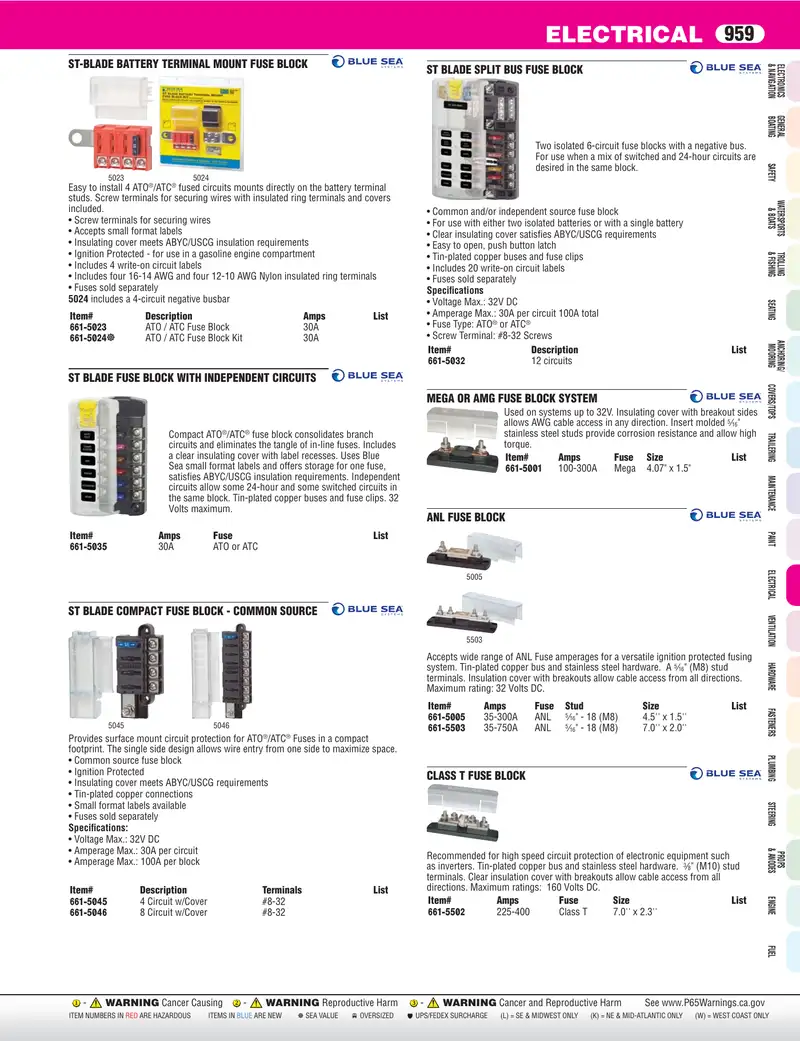 ELECTRICAL 959
ST-BLADE BATTERY TERMINAL MOUNT FUSE BLOCK
BLUE SEA
SYSTEMS
5023 5024
Easy to install 4 ATO®/ATC® fused circuits mounts directly on the battery terminal
studs. Screw terminals for securing wires with insulated ring terminals and covers
included.
• Screw terminals for securing wires
• Accepts small format labels
• Insulating cover meets ABYC/USCG insulation requirements
• Ignition Protected - for use in a gasoline engine compartment
• Includes 4 write-on circuit labels
• Includes four 16-14 AWG and four 12-10 AWG Nylon insulated ring terminals
• Fuses sold separately
5024 includes a 4-circuit negative busbar
Item# Description Amps List
661-5023 ATO / ATC Fuse Block 30A
661-5024 ATO / ATC Fuse Block Kit 30A
ST BLADE FUSE BLOCK WITH INDEPENDENT CIRCUITS
BLUE SEA
SYSTEMS
Compact ATO®/ATC® fuse block consolidates branch
circuits and eliminates the tangle of in-line fuses. Includes
a clear insulating cover with label recesses. Uses Blue
Sea small format labels and offers storage for one fuse,
satisfies ABYC/USCG insulation requirements. Independent
circuits allow some 24-hour and some switched circuits in
the same block. Tin-plated copper buses and fuse clips. 32
Volts maximum.
Item# Amps Fuse List
661-5035 30A ATO or ATC
ST BLADE COMPACT FUSE BLOCK - COMMON SOURCE
BLUE SEA
SYSTEMS
5045 5046
Provides surface mount circuit protection for ATO®/ATC® Fuses in a compact
footprint. The single side design allows wire entry from one side to maximize space.
• Common source fuse block
• Ignition Protected
• Insulating cover meets ABYC/USCG requirements
• Tin-plated copper connections
• Small format labels available
• Fuses sold separately
Specifications:
• Voltage Max.: 32V DC
• Amperage Max.: 30A per circuit
• Amperage Max.: 100A per block
Item# Description Terminals List
661-5045 4 Circuit w/Cover #8-32
661-5046 8 Circuit w/Cover #8-32
ST BLADE SPLIT BUS FUSE BLOCK
BLUE SEA
SYSTEMS
Two isolated 6-circuit fuse blocks with a negative bus.
For use when a mix of switched and 24-hour circuits are
desired in the same block.
• Common and/or independent source fuse block
• For use with either two isolated batteries or with a single battery
• Clear insulating cover satisfies ABYC/USCG requirements
• Easy to open, push button latch
• Tin-plated copper buses and fuse clips
• Includes 20 write-on circuit labels
• Fuses sold separately
Specifications
• Voltage Max.: 32V DC
• Amperage Max.: 30A per circuit 100A total
• Fuse Type: ATO® or ATC®
• Screw Terminal: #8-32 Screws
Item# Description List
661-5032 12 circuits
MEGA OR AMG FUSE BLOCK SYSTEM
BLUE SEA
SYSTEMS
Used on systems up to 32V. Insulating cover with breakout sides
allows AWG cable access in any direction. Insert molded 5⁄16"
stainless steel studs provide corrosion resistance and allow high
torque.
Item# Amps Fuse Size List
661-5001 100-300A Mega 4.07" x 1.5"
ANL FUSE BLOCK
BLUE SEA
SYSTEMS
5005
5503
Accepts wide range of ANL Fuse amperages for a versatile ignition protected fusing
system. Tin-plated copper bus and stainless steel hardware. A 5⁄16" (M8) stud
terminals. Insulation cover with breakouts allow cable access from all directions.
Maximum rating: 32 Volts DC.
Item# Amps Fuse Stud Size List
661-5005 35-300A ANL 5⁄16" - 18 (M8) 4.5'' x 1.5''
661-5503 35-750A ANL 5⁄16" - 18 (M8) 7.0'' x 2.0''
CLASS T FUSE BLOCK
BLUE SEA
SYSTEMS
Recommended for high speed circuit protection of electronic equipment such
as inverters. Tin-plated copper bus and stainless steel hardware. 3⁄8" (M10) stud
terminals. Clear insulation cover with breakouts allow cable access from all
directions. Maximum ratings: 160 Volts DC.
Item# Amps Fuse Size List
661-5502 225-400 Class T 7.0'' x 2.3''
ELECTRONICS
& NAVIGATION
GENERAL
BOATING
SAFETY
WATERSPORTS
& BOATS
TROLLING
& FISHING
SEATING
ANCHORING/
MOORING
COVERS/TOPS
TRAILERING
MAINTENANCE
PAINT
ELECTRICAL
VENTILATION
HARDWARE
FASTENERS
PLUMBING
STEERING
PROPS
& ANODES
ENGINE
FUEL
1 - WARNING Cancer Causing 2 - WARNING Reproductive Harm 3 - WARNING Cancer and Reproductive Harm See www.P65Warnings.ca.gov
ITEM NUMBERS IN RED ARE HAZARDOUS ITEMS IN BLUE ARE NEW SEA VALUE OVERSIZED UPS/FEDEX SURCHARGE (L) = SE & MIDWEST ONLY (K) = NE & MID-ATLANTIC ONLY (W) = WEST COAST ONLY